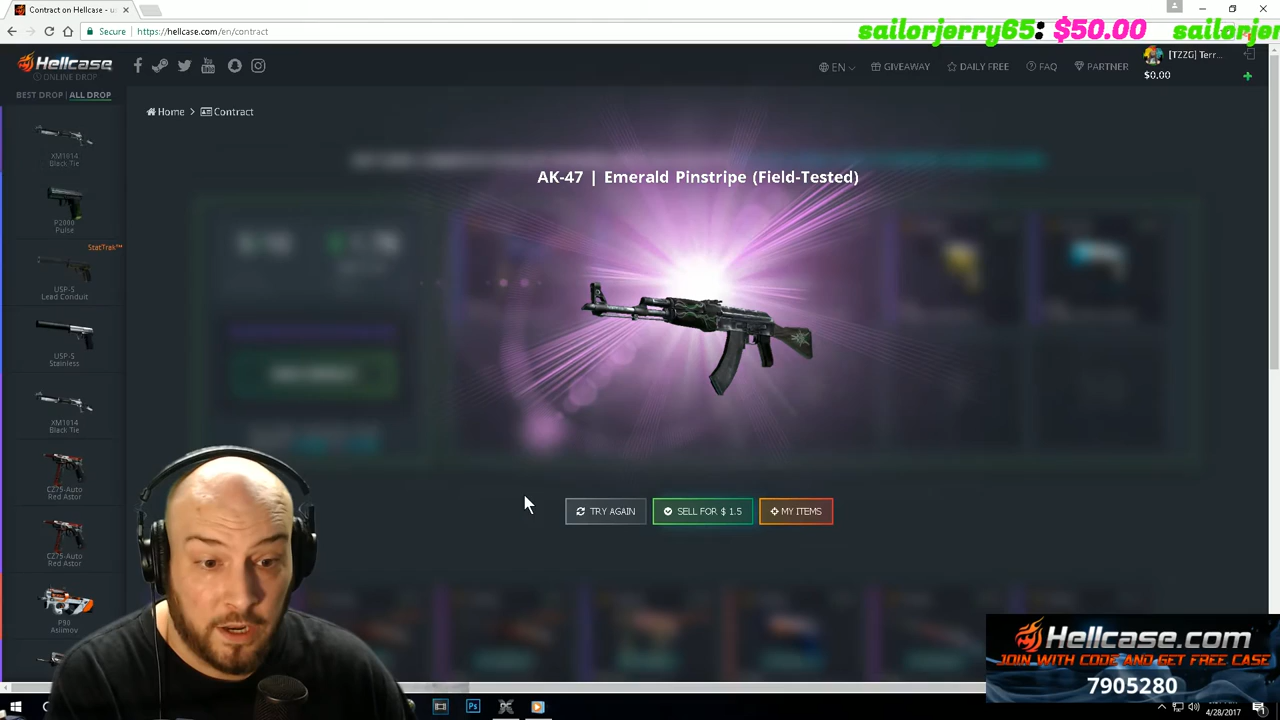 Contract on Hellcase - u
Secure | https://hellcase.com/en/contract
sailorjerry65: $50.00 sailorjer
Hellcase
ONLINE DROP
EN GIVEAWAY DAILY FREE FAQ PARTNER
[TZZG] Terr...
$0.00
BEST DROP | ALL DROP
Home > Contract
XM1014
Black Tie
P2000
Pulse
StatTrak™
USP-S
Lead Conduit
USP-S
Stainless
XM1014
Black Tie
CZ75-Auto
Red Astor
CZ75-Auto
Red Astor
P90
Asiimov
AK-47 | Emerald Pinstripe (Field-Tested)
TRY AGAIN SELL FOR $ 1.5 MY ITEMS
Hellcase.com
JOIN WITH CODE AND GET FREE CASE
7905280
4/28/2017